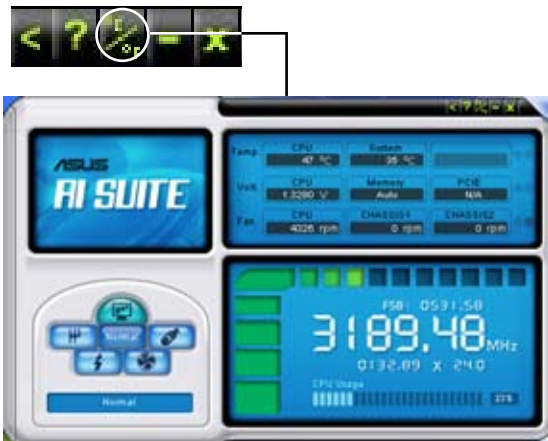 < ? °C/°F - X
< ? °C/°F - X
ASUS
AI SUITE
Temp. CPU System
47 °C 35 °C
Volt. CPU Memory PCIE
1.3280 V Auto N/A
Fan CPU CHASSIS1 CHASSIS2
4026 rpm 0 rpm 0 rpm
Normal
Normal
FSB: 0531.58
3189.48 MHz
0132.89 X 24.0
CPU Usage